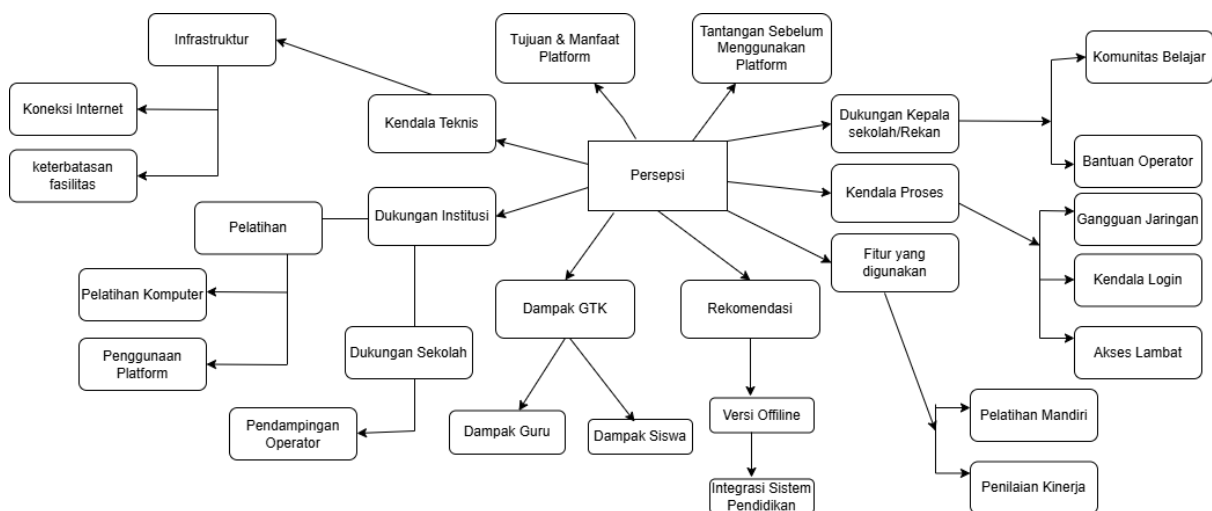 Infrastruktur
Tujuan & Manfaat
Platform
Tantangan Sebelum
Menggunakan
Platform
Komunitas Belajar
Koneksi Internet
Kendala Teknis
Dukungan Kepala
sekolah/Rekan
keterbatasan
fasilitas
Persepsi
Bantuan Operator
Kendala Proses
Pelatihan
Dukungan Institusi
Gangguan Jaringan
Fitur yang
digunakan
Pelatihan Komputer
Dampak GTK
Rekomendasi
Kendala Login
Penggunaan
Platform
Dukungan Sekolah
Akses Lambat
Pendampingan
Operator
Dampak Guru
Dampak Siswa
Versi Offiline
Pelatihan Mandiri
Integrasi Sistem
Pendidikan
Penilaian Kinerja